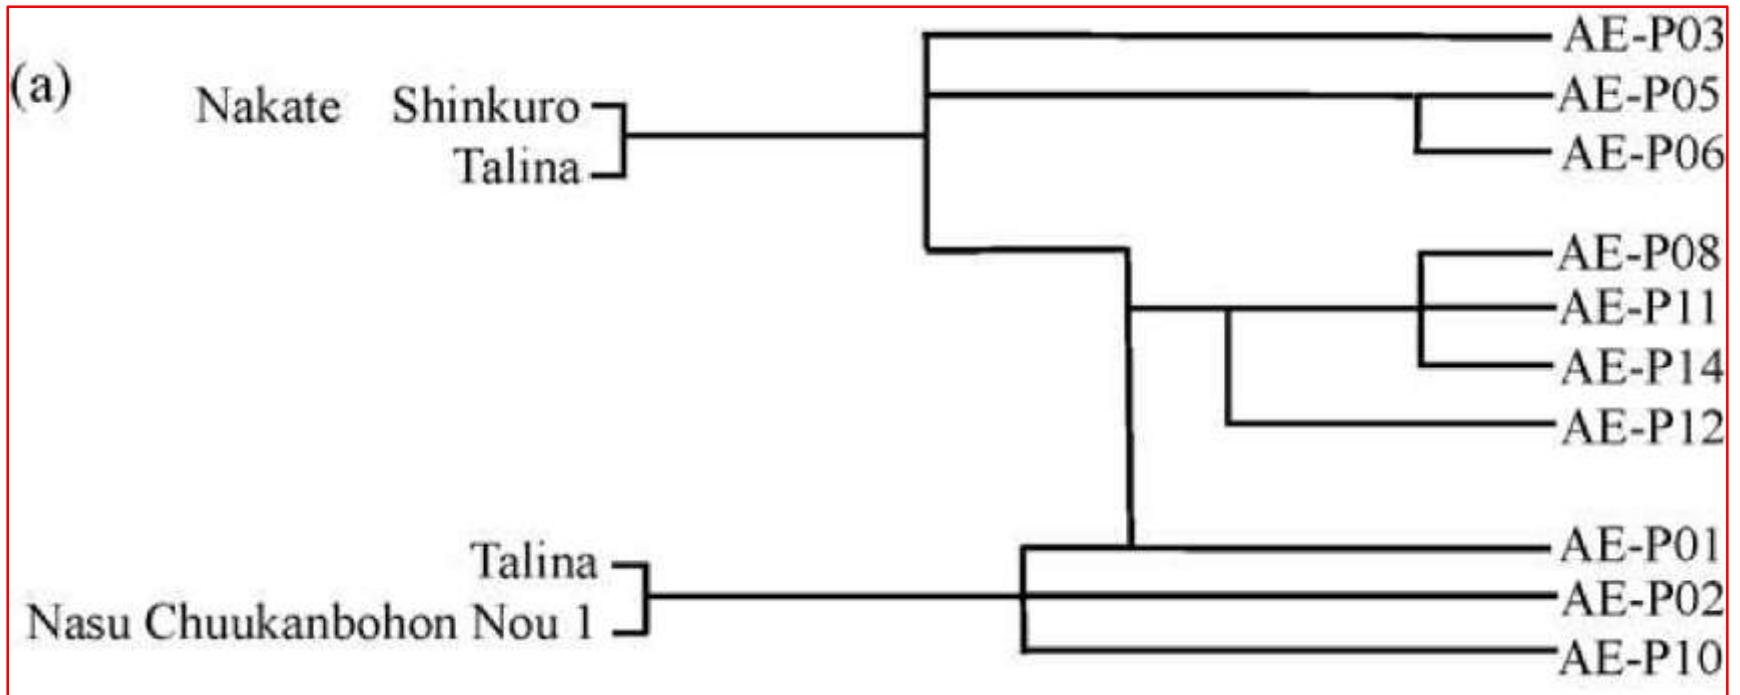 (a)
Nakate Shinkuro
Talina
AE-P03
AE-P05
AE-P06
AE-P08
AE-P11
AE-P14
AE-P12
Talina
Nasu Chuukanbohon Nou 1
AE-P01
AE-P02
AE-P10